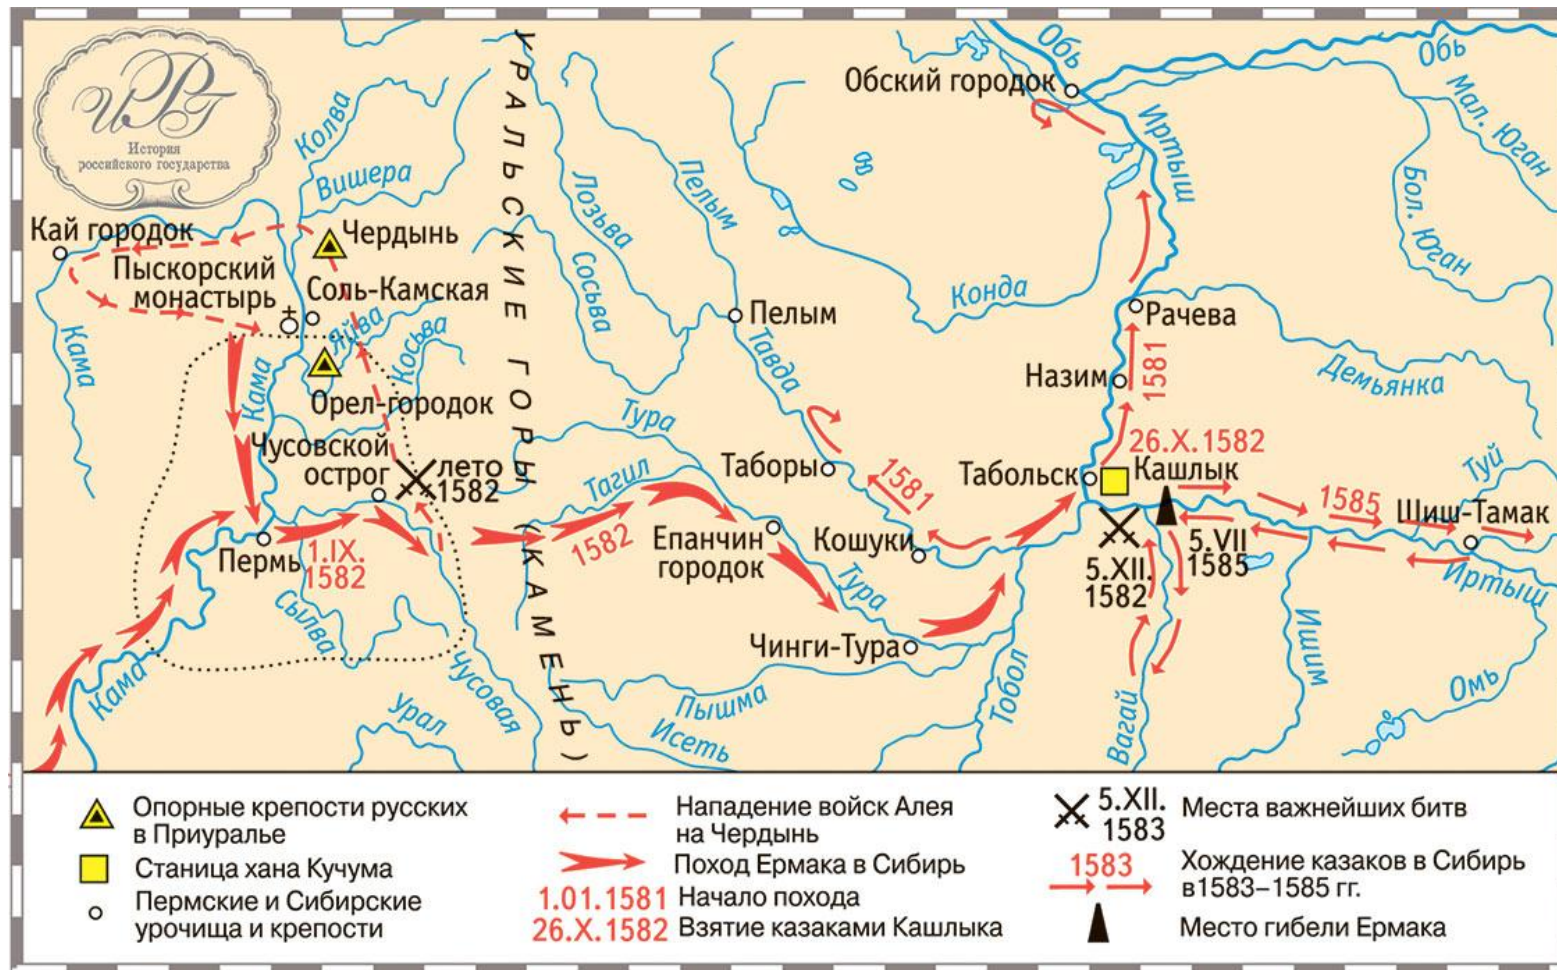 ИРГ
История
российского государства
УРАЛЬСКИЕ ГОРЫ (КАМЕНЬ)
Обь
Обь
Обский городок
Иртыш
Мал. Юган
Бол. Юган
Колва
Вишера
Лозьва
Пелым
Кай городок
Чердынь
Пыскорский
монастырь
Соль-Камская
Сосьва
Конда
Пелым
Рачева
Кама
Яйва
Косьва
Кама
Тавда
Назим
1581
Демьянка
Орел-городок
Тура
Чусовской
острог
лето
1582
Тагил
Таборы
1581
26.X.1582
Табольск
Кашлык
Туй
1585
Шиш-Тамак
Пермь
1.IX.
1582
1582
Епанчин
городок
Кошуки
5.XII.
1582
5.VII
1585
Иртыш
Тура
Сылва
Чинги-Тура
Кама
Чусовая
Пышма
Тобол
Ишим
Омь
Урал
Исеть
Вагай
Опорные крепости русских
в Приуралье
Станица хана Кучума
Пермские и Сибирские
урочища и крепости
Нападение войск Алея
на Чердынь
Поход Ермака в Сибирь
1.01.1581 Начало похода
26.X.1582 Взятие казаками Кашлыка
5.XII.
1583
Места важнейших битв
1583
Хождение казаков в Сибирь
в1583–1585 гг.
Место гибели Ермака